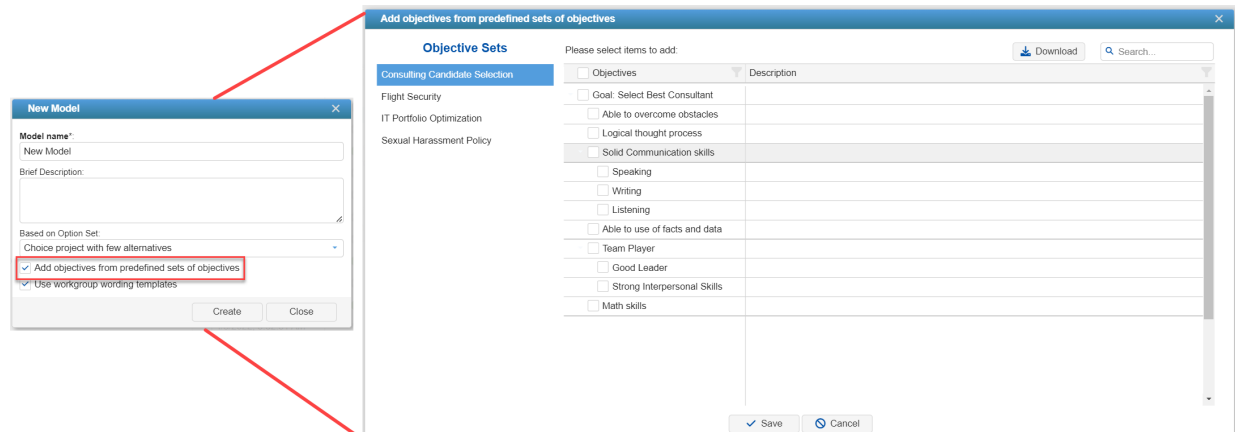 New Model
Model name*:
New Model
Brief Description:
Based on Option Set:
Choice project with few alternatives
Add objectives from predefined sets of objectives
Use workgroup wording templates
Create Close
Add objectives from predefined sets of objectives
Objective Sets
Consulting Candidate Selection
Flight Security
IT Portfolio Optimization
Sexual Harassment Policy
Please select items to add:
Download Search...
Objectives Description
Goal: Select Best Consultant
Able to overcome obstacles
Logical thought process
Solid Communication skills
Speaking
Writing
Listening
Able to use of facts and data
Team Player
Good Leader
Strong Interpersonal Skills
Math skills
Save Cancel